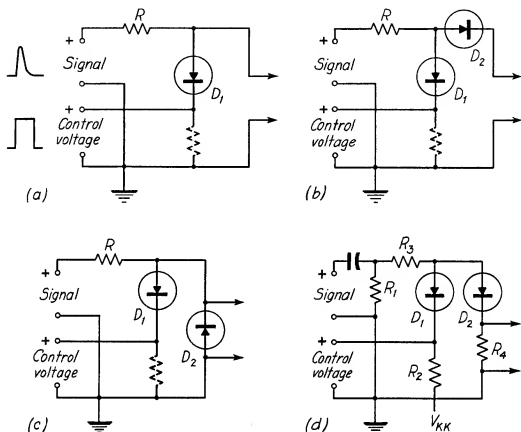 R
+
Signal
D1
+
Control
voltage
(a)
R
D2
+
Signal
D1
+
Control
voltage
(b)
R
+
Signal
D1
+
Control
voltage
D2
(c)
R3
+
Signal
R1
D1
D2
+
Control
voltage
R2
R4
VKK
(d)